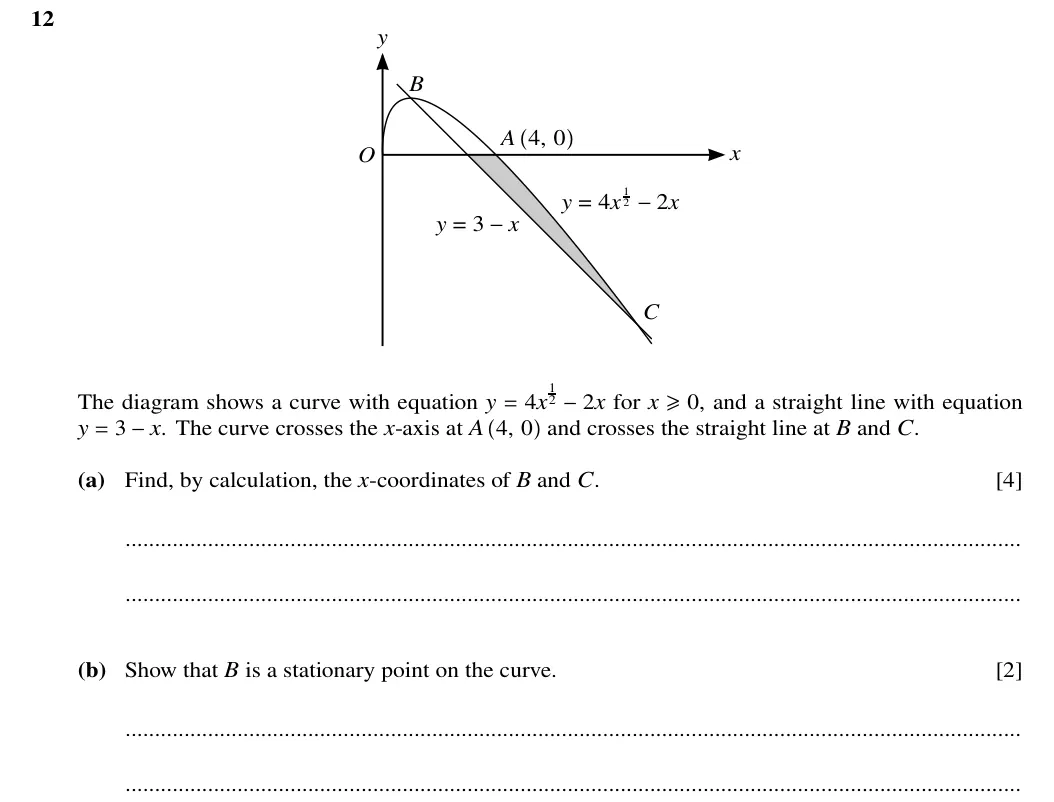 12
y
B
A (4, 0)
O
x
y = 4x^{1/2} − 2x
y = 3 − x
C
The diagram shows a curve with equation y = 4x^{1/2} − 2x for x ⩾ 0, and a straight line with equation
y = 3 − x. The curve crosses the x-axis at A (4, 0) and crosses the straight line at B and C.
(a) Find, by calculation, the x-coordinates of B and C. [4]
................................................................................
................................................................................
(b) Show that B is a stationary point on the curve. [2]
................................................................................
................................................................................